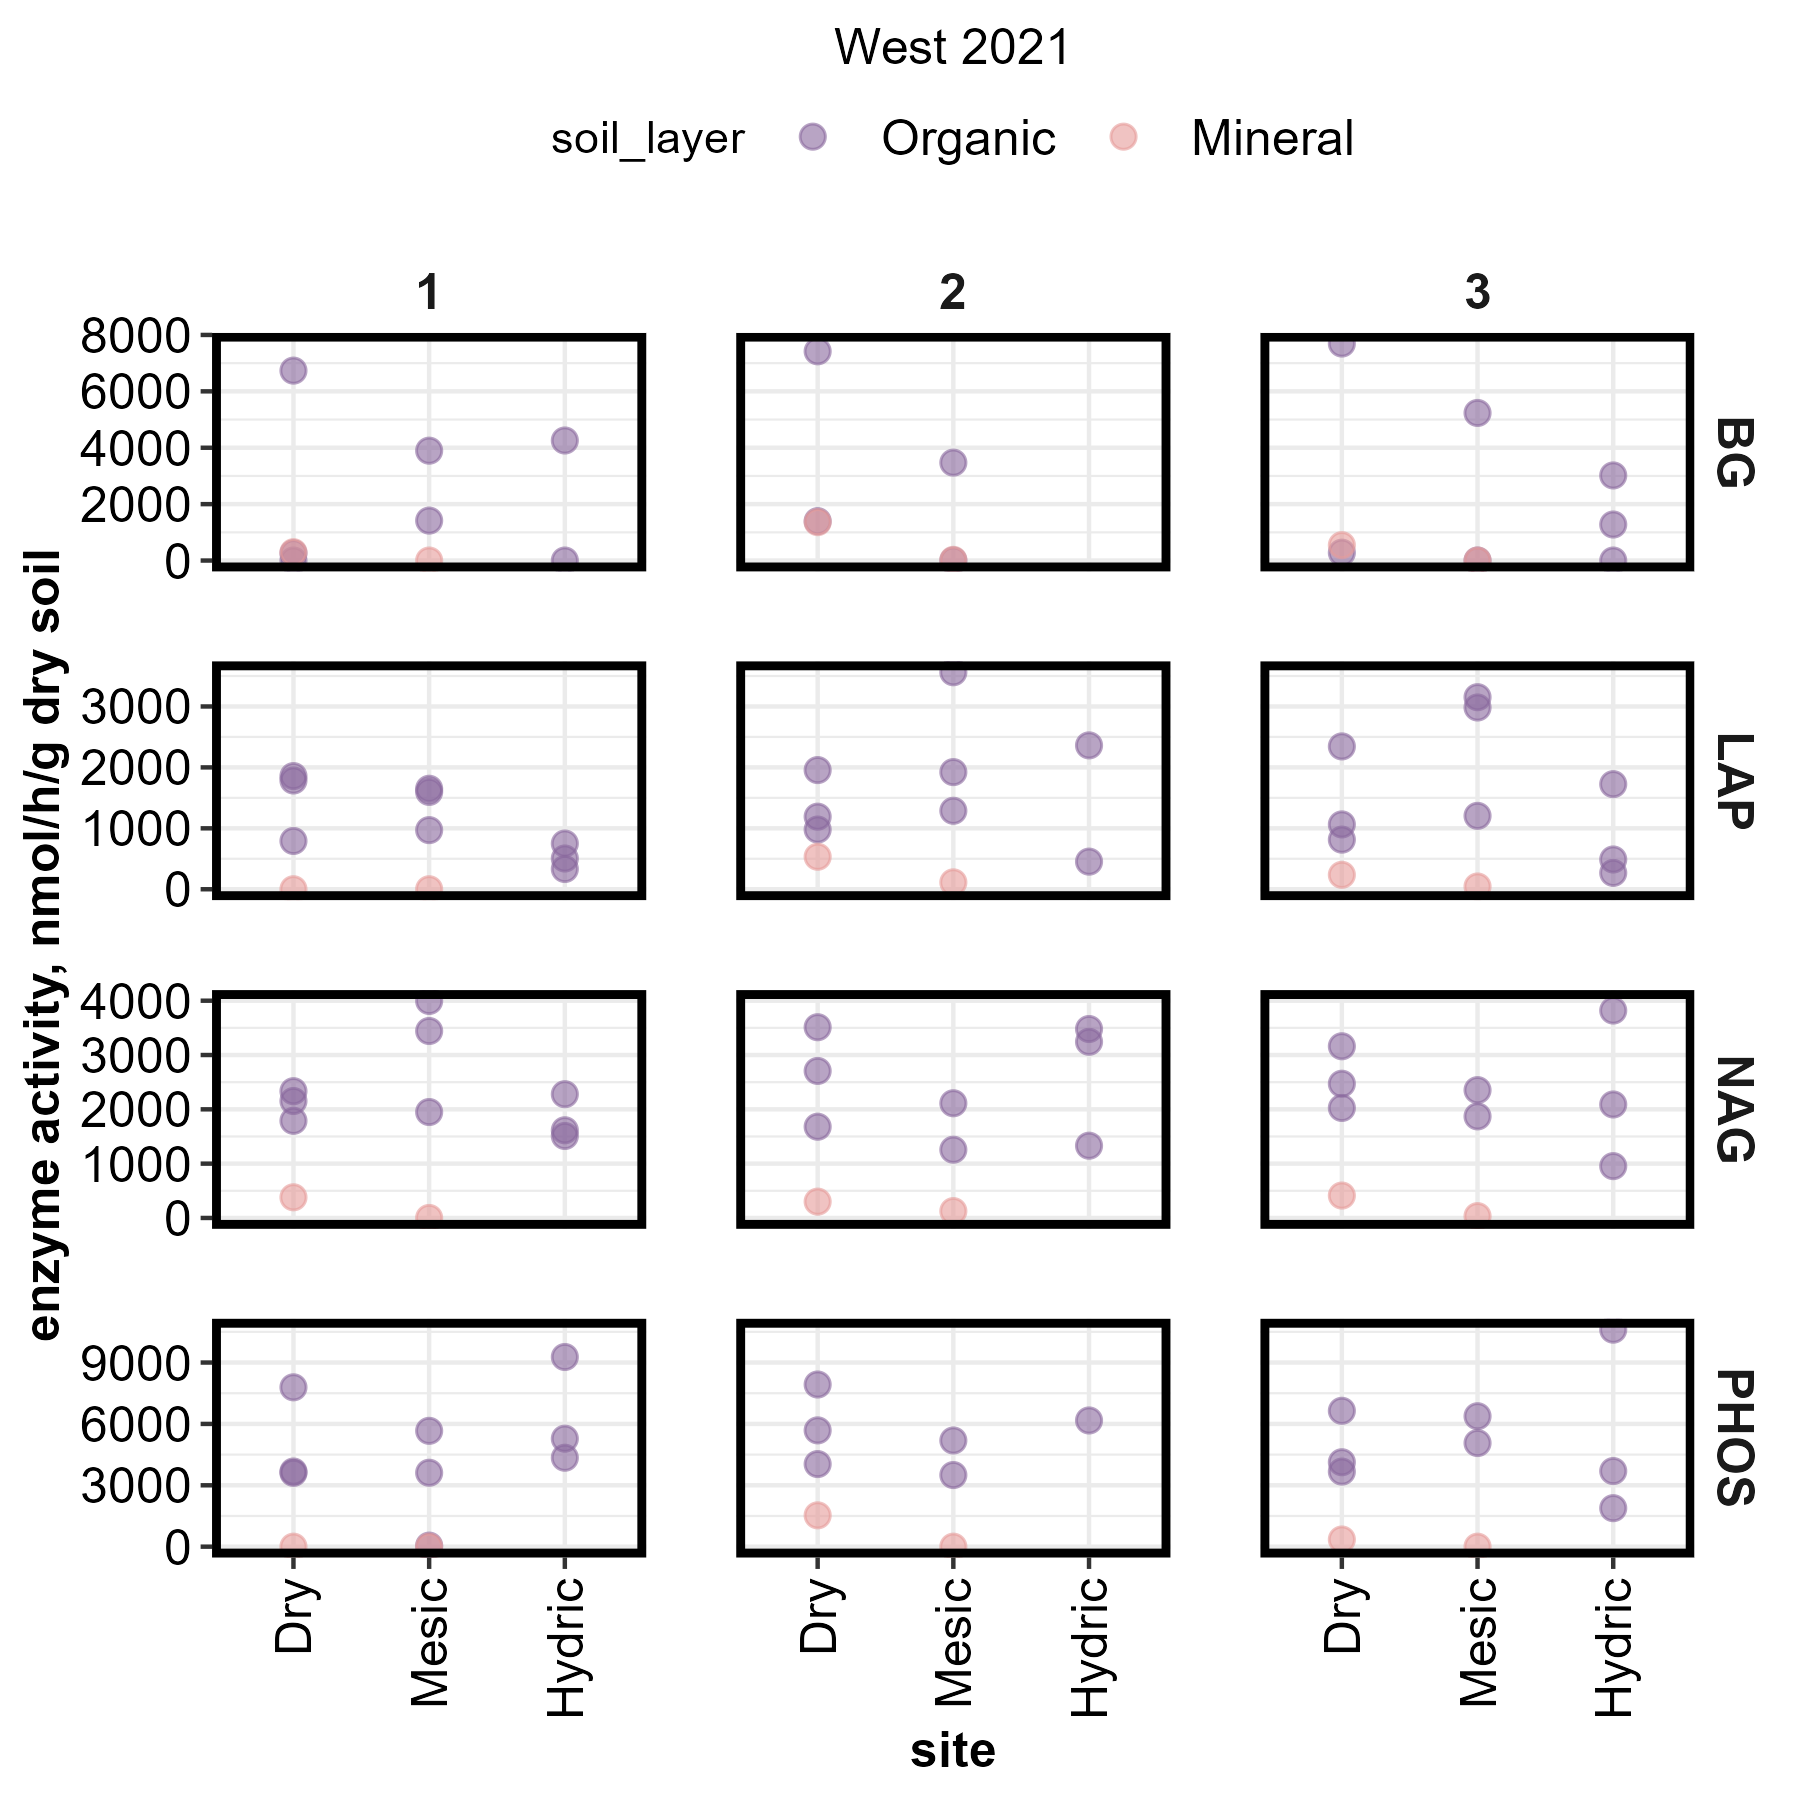 West 2021
soil_layer Organic Mineral
1 2 3
8000
6000
4000
2000
0
BG
3000
2000
1000
0
LAP
4000
3000
2000
1000
0
NAG
9000
6000
3000
0
PHOS
enzyme activity, nmol/h/g dry soil
Dry Mesic Hydric Dry Mesic Hydric Dry Mesic Hydric
site